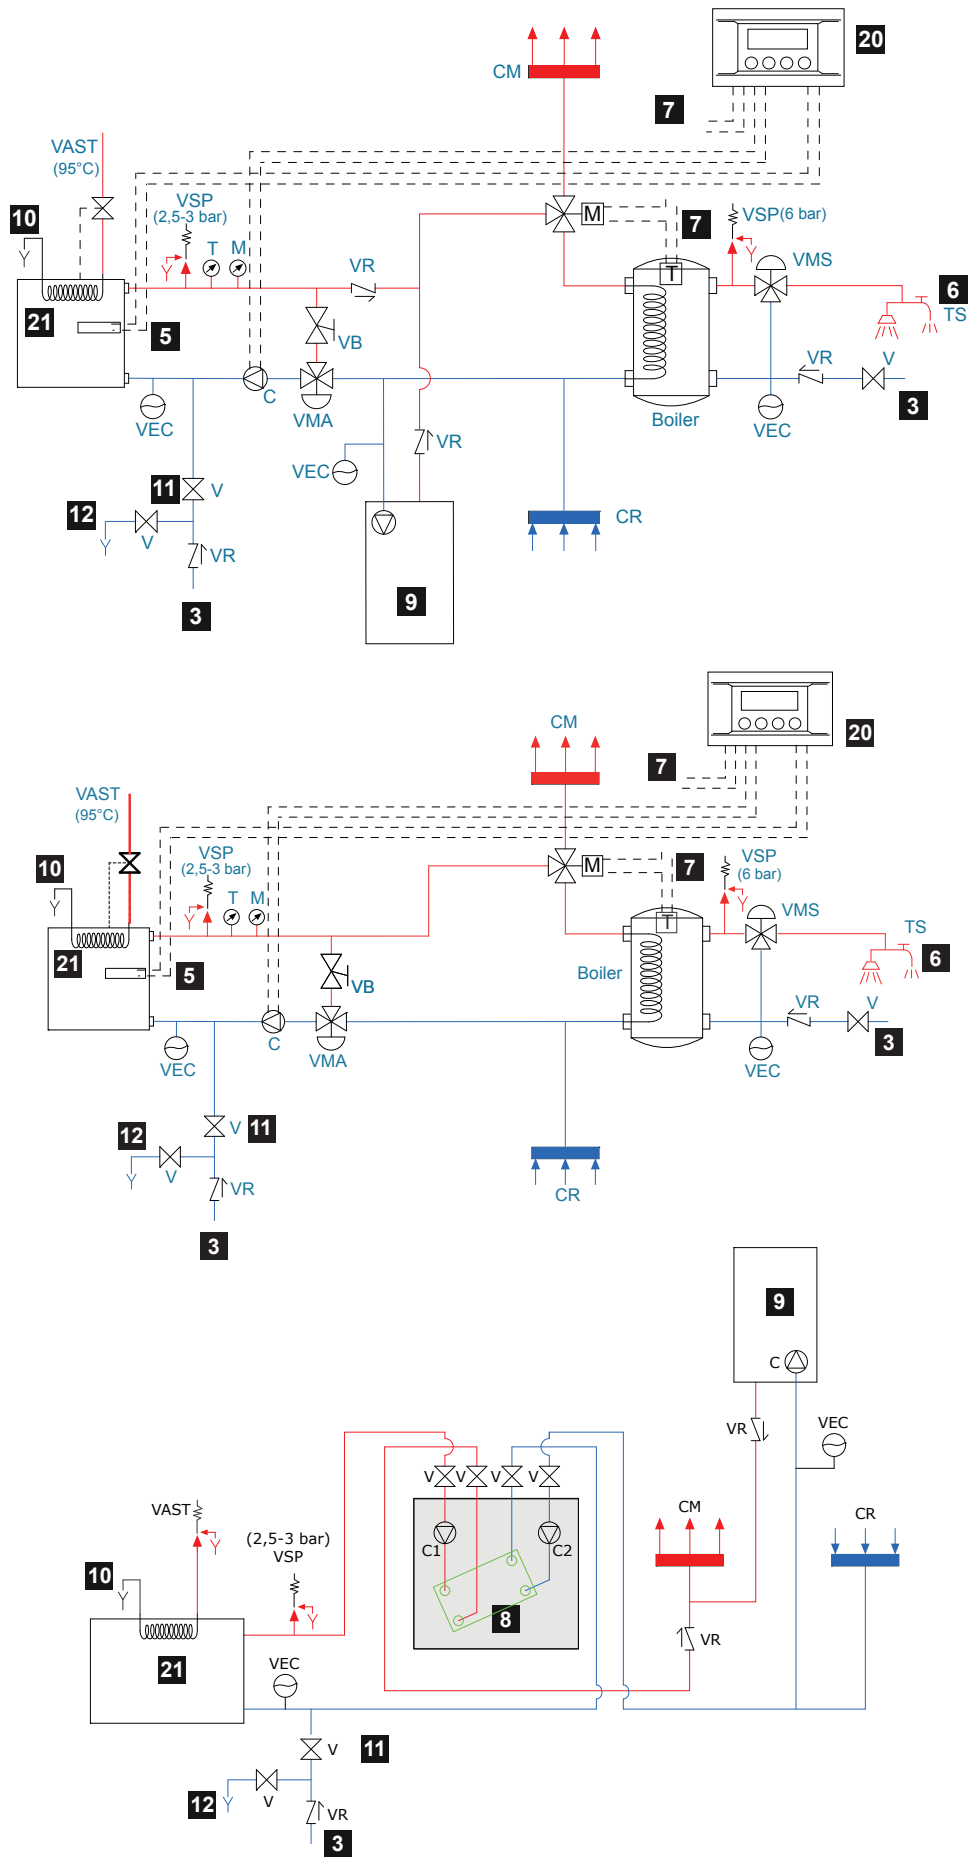 20
CM
7
VAST
(95°C)
10
VSP
(2,5-3 bar)
T M
VR
M
7
VSP(6 bar)
VMS
T
6
TS
21
5
VB
C
VMA
VEC
VR
V
3
Boiler
VEC
VR
VEC
11
V
12
V
VR
CR
9
3
CM
20
7
VAST
(95°C)
VSP
(2,5-3 bar)
10
T M
M
7
VSP
(6 bar)
VMS
T
TS
6
21
5
Boiler
VB
VR
V
3
VEC
C
VMA
VEC
12
V
11
V
VR
CR
3
9
C
VR
VEC
V
V
V
V
VAST
(2,5-3 bar)
VSP
C1
C2
CM
CR
10
8
21
VR
VEC
V
11
12
V
VR
3